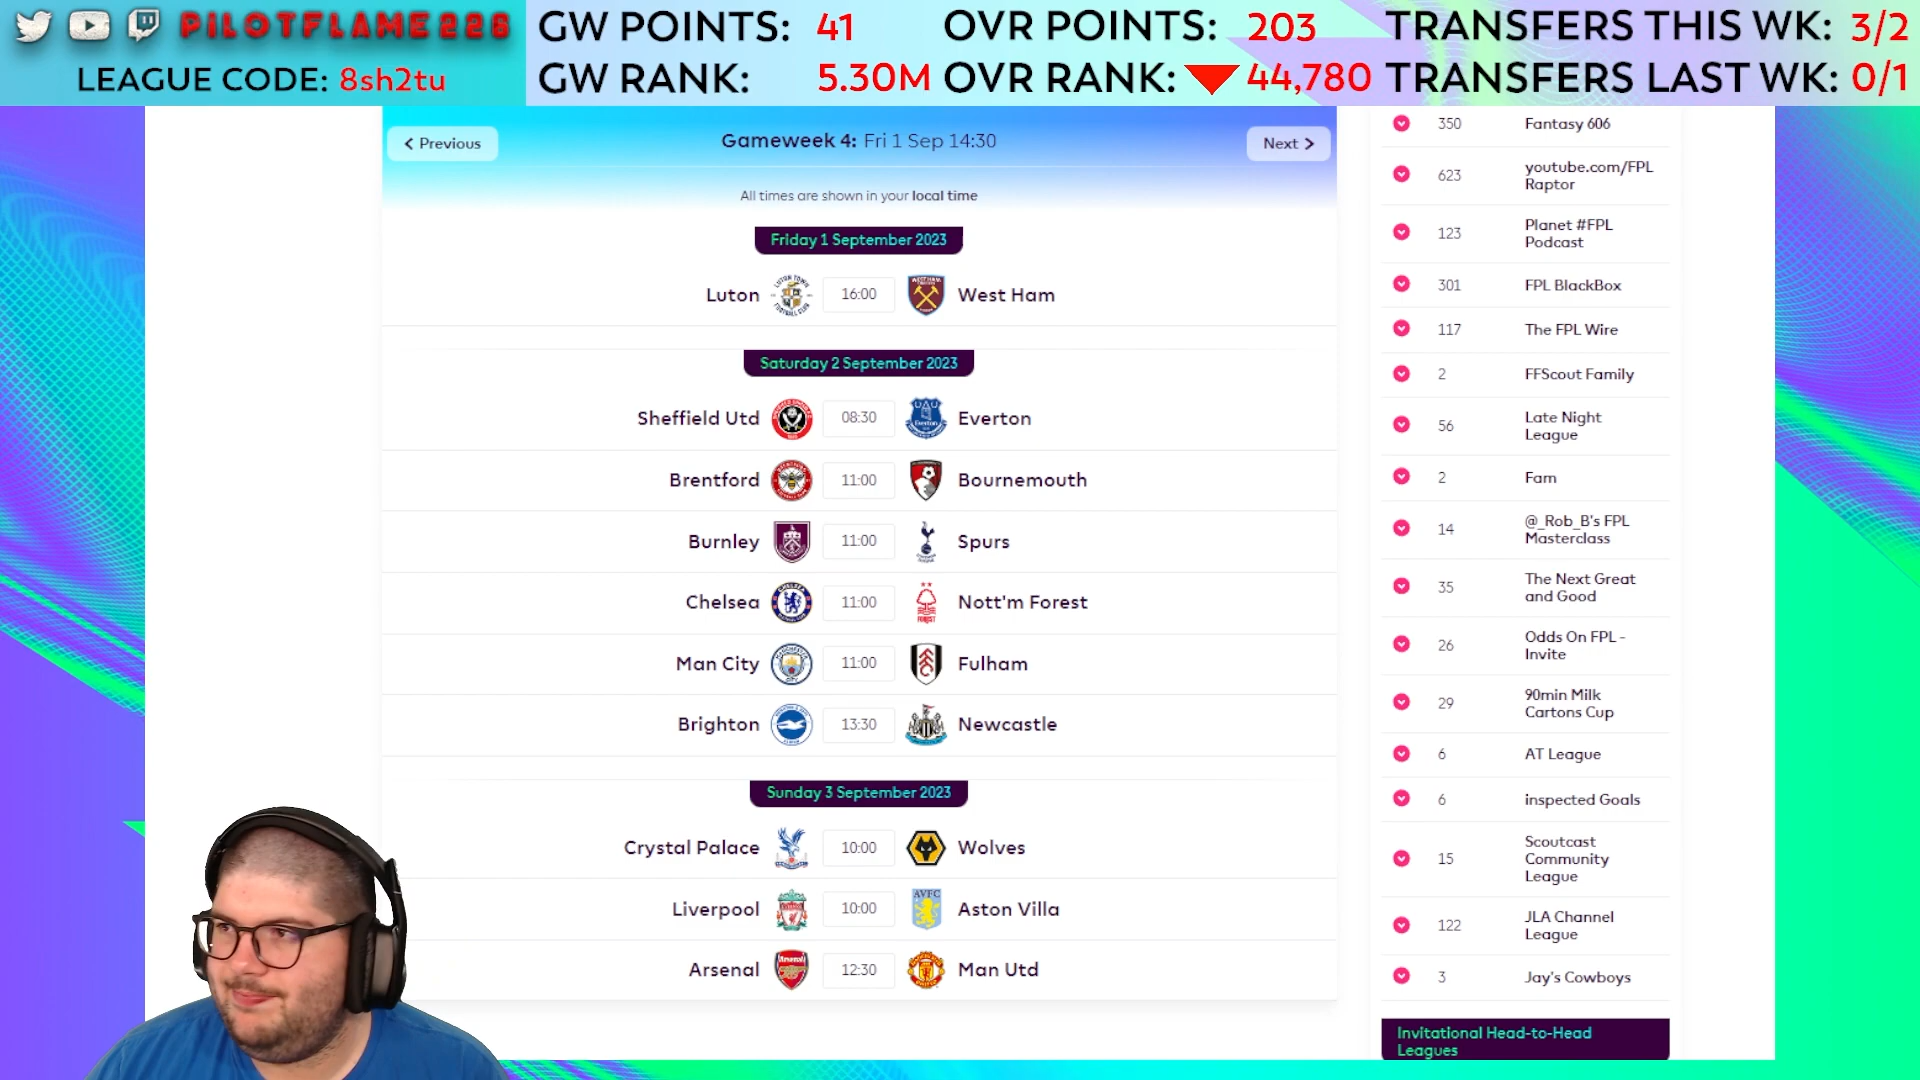 PILOTFLAME226
LEAGUE CODE: 8sh2tu
GW POINTS: 41
GW RANK: 5.30M
OVR POINTS: 203
OVR RANK: 44,780
TRANSFERS THIS WK: 3/2
TRANSFERS LAST WK: 0/1
Previous
Gameweek 4: Fri 1 Sep 14:30
Next
All times are shown in your local time
Friday 1 September 2023
Luton 16:00 West Ham
Saturday 2 September 2023
Sheffield Utd 08:30 Everton
Brentford 11:00 Bournemouth
Burnley 11:00 Spurs
Chelsea 11:00 Nott'm Forest
Man City 11:00 Fulham
Brighton 13:30 Newcastle
Sunday 3 September 2023
Crystal Palace 10:00 Wolves
Liverpool 10:00 Aston Villa
Arsenal 12:30 Man Utd
350 Fantasy 606
623 youtube.com/FPL
Raptor
123 Planet #FPL
Podcast
301 FPL BlackBox
117 The FPL Wire
2 FFScout Family
56 Late Night
League
2 Fam
14 @_Rob_B's FPL
Masterclass
35 The Next Great
and Good
26 Odds On FPL -
Invite
29 90min Milk
Cartons Cup
6 AT League
6 inspected Goals
15 Scoutcast
Community
League
122 JLA Channel
League
3 Jay's Cowboys
Invitational Head-to-Head
Leagues